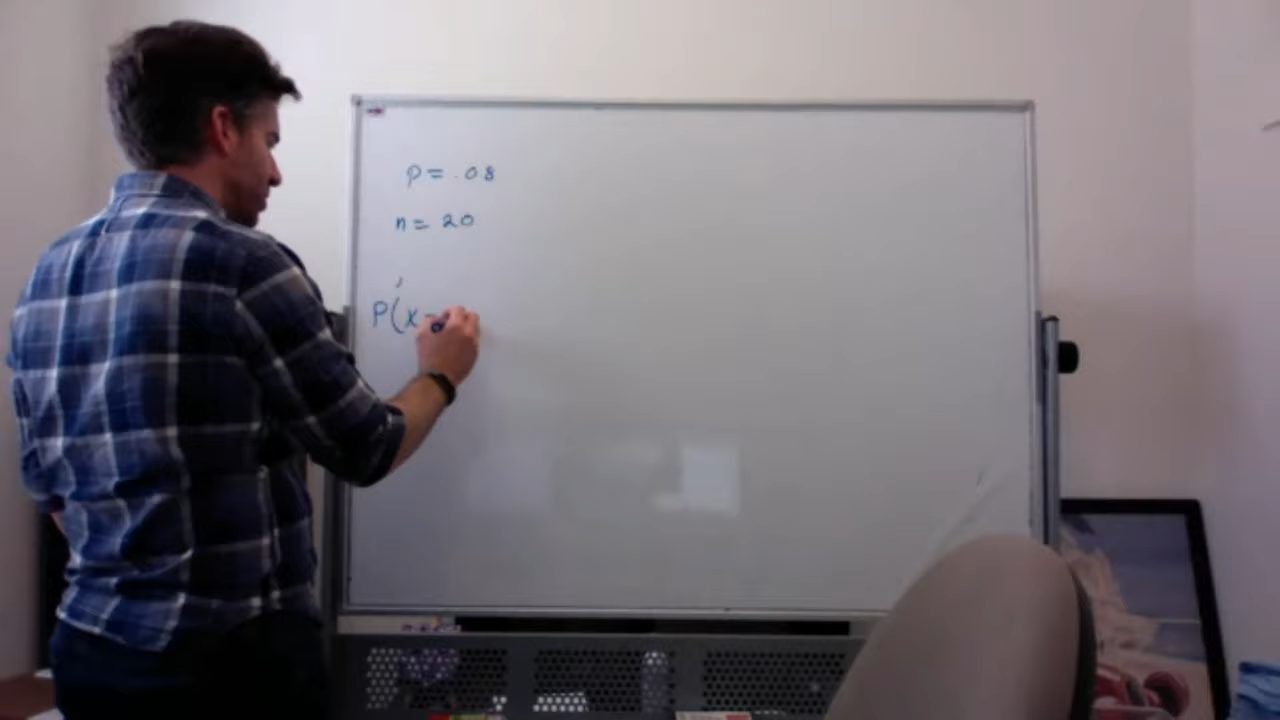 p = .08
n = 20
P(x =